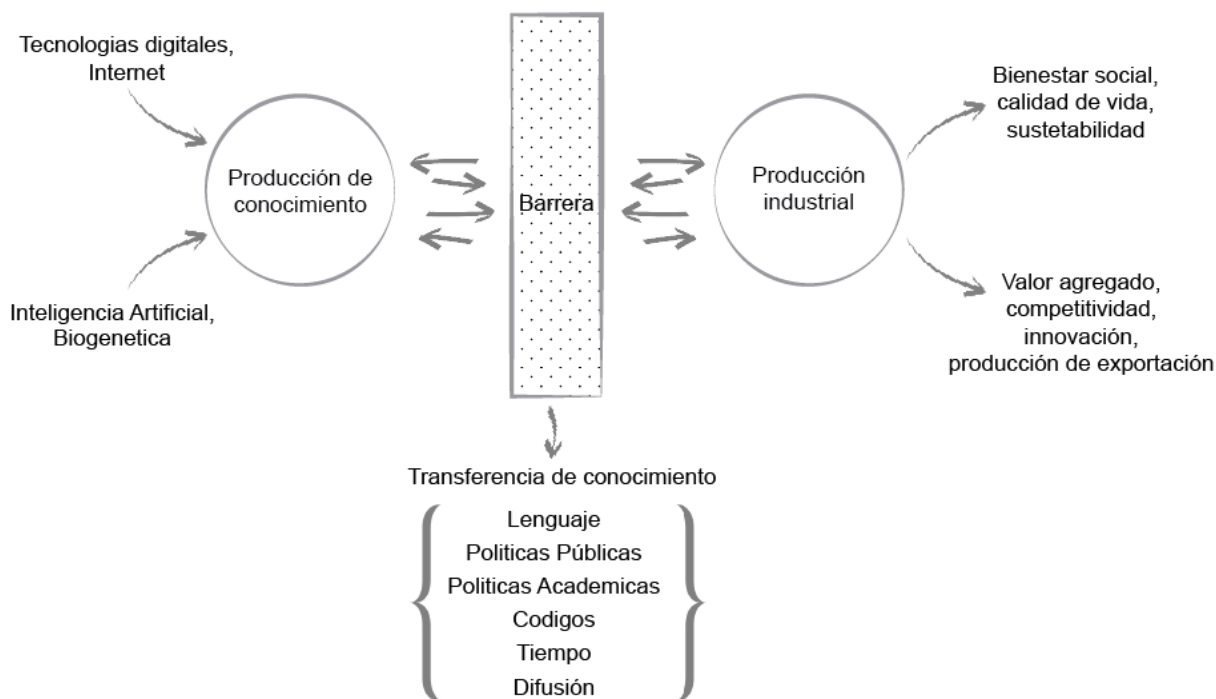 Tecnologias digitales,
Internet
Inteligencia Artificial,
Biogenetica
Producción de
conocimiento
Barrera
Producción
industrial
Bienestar social,
calidad de vida,
sustetabilidad
Valor agregado,
competitividad,
innovación,
producción de exportación
Transferencia de conocimiento
Lenguaje
Politicas Públicas
Politicas Academicas
Codigos
Tiempo
Difusión